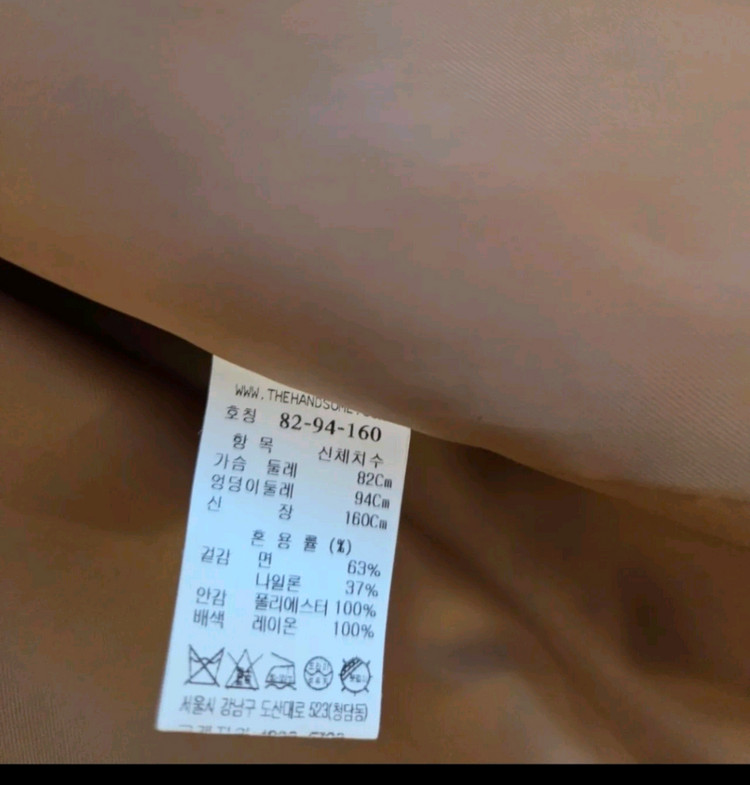 WWW.THEHANDSOME
호칭 82-94-160
항 목 신체치수
가슴 둘레 82Cm
엉덩이둘레 94Cm
신 장 160Cm
혼 용 률 (%)
겉감 면 63%
나일론 37%
안감 폴리에스터 100%
배색 레이온 100%
서울시 강남구 도산대로 523(청담동)